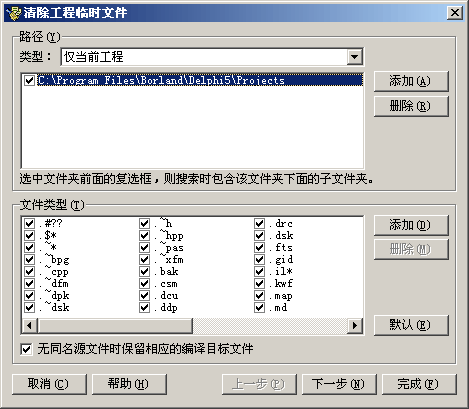 清除工程临时文件
路径(Y)
类型： 仅当前工程
C:\Program Files\Borland\Delphi5\Projects
添加(A)
删除(R)
选中文件夹前面的复选框，则搜索时包含该文件夹下面的子文件夹。
文件类型(T)
.#?? .~h .drc
.$* .~hpp .dsk
.~* .~pas .fts
.~bpg .~xfm .gid
.~cpp .bak .il*
.~dfm .csm .kwf
.~dpk .dcu .map
.~dsk .ddp .md
添加(D)
删除(M)
默认(E)
无同名源文件时保留相应的编译目标文件
取消(C) 帮助(H) 上一步(P) 下一步(N) 完成(F)